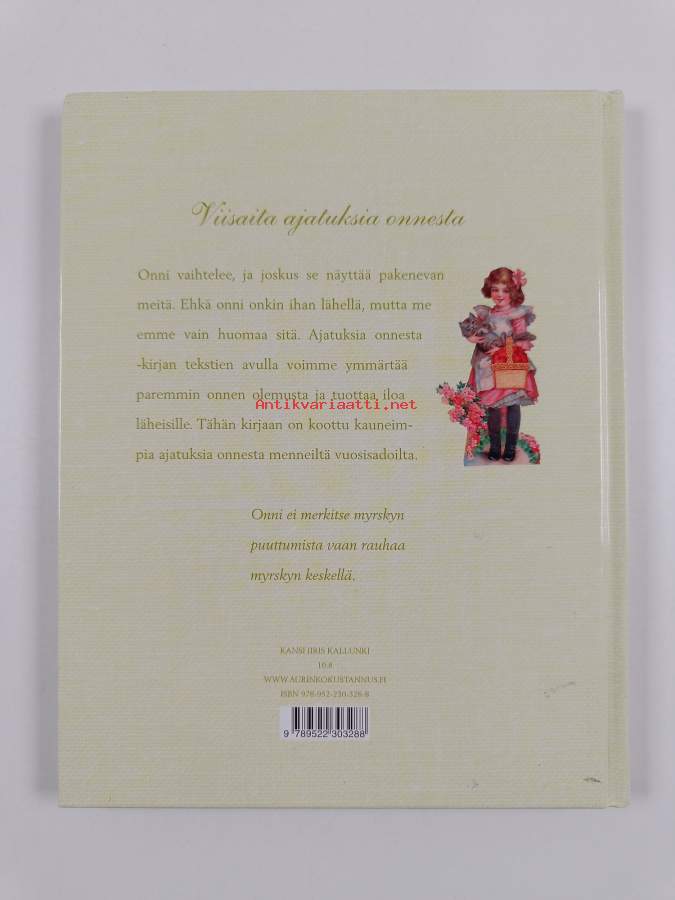 Viisaita ajatuksia onnesta
Onni vaihtelee, ja joskus se näyttää pakenevan
meitä. Ehkä onni onkin ihan lähellä, mutta me
emme vain huomaa sitä. Ajatuksia onnesta
-kirjan tekstien avulla voimme ymmärtää
paremmin onnen olemusta ja tuottaa iloa
Antikvariaatti.net
läheisille. Tähän kirjaan on koottu kauneim-
pia ajatuksia onnesta menneiltä vuosisadoilta.
Onni ei merkitse myrskyn
puuttumista vaan rauhaa
myrskyn keskellä.
KANSI IIRIS KALLUNKI
10.8
WWW.AURINKOKUSTANNUS.FI
ISBN 978-952-230-328-8
9 789522 303288